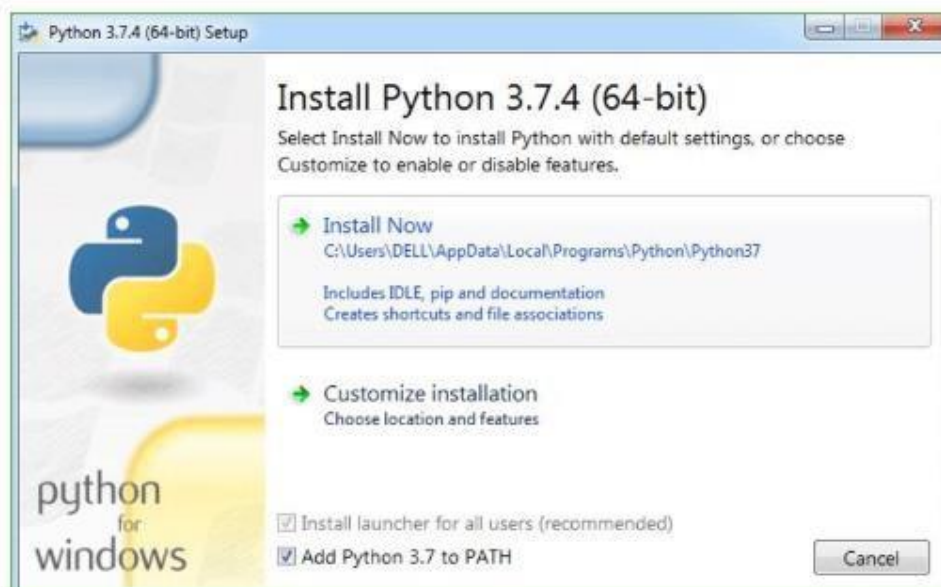 Python 3.7.4 (64-bit) Setup
Install Python 3.7.4 (64-bit)
Select Install Now to install Python with default settings, or choose
Customize to enable or disable features.
Install Now
C:\Users\DELL\AppData\Local\Programs\Python\Python37
Includes IDLE, pip and documentation
Creates shortcuts and file associations
Customize installation
Choose location and features
python
for
windows
Install launcher for all users (recommended)
Add Python 3.7 to PATH
Cancel